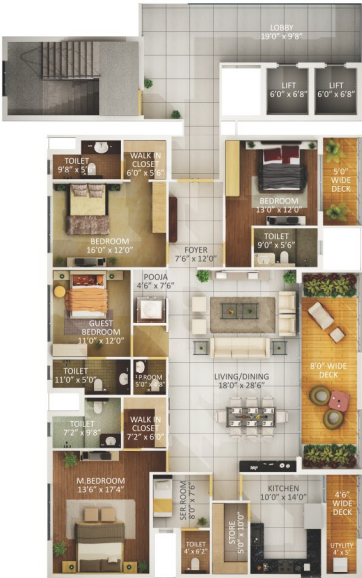 LOBBY
19'0" x 9'8"
LIFT
6'0" x 6'8"
LIFT
6'0" x 6'8"
TOILET
9'8" x 5'6"
WALK IN
CLOSET
6'0" x 5'6"
BEDROOM
16'0" x 12'0"
FOYER
7'6" x 12'0"
BEDROOM
13'0" x 12'0"
5'0"
WIDE
DECK
TOILET
9'0" x 5'6"
POOJA
4'6" x 7'6"
GUEST
BEDROOM
11'0" x 12'0"
TOILET
11'0" x 5'0"
P.ROOM
LIVING/DINING
18'0" x 28'6"
8'0" WIDE
DECK
TOILET
7'2" x 9'8"
WALK IN
CLOSET
7'2" x 6'0"
M.BEDROOM
13'6" x 17'4"
SER.ROOM
8'0" x 7'6"
TOILET
4' x 6'2"
STORE
5'0" x 10'0"
KITCHEN
10'0" x 14'0"
4'6"
WIDE
DECK
UTYLITY
4' x 5'